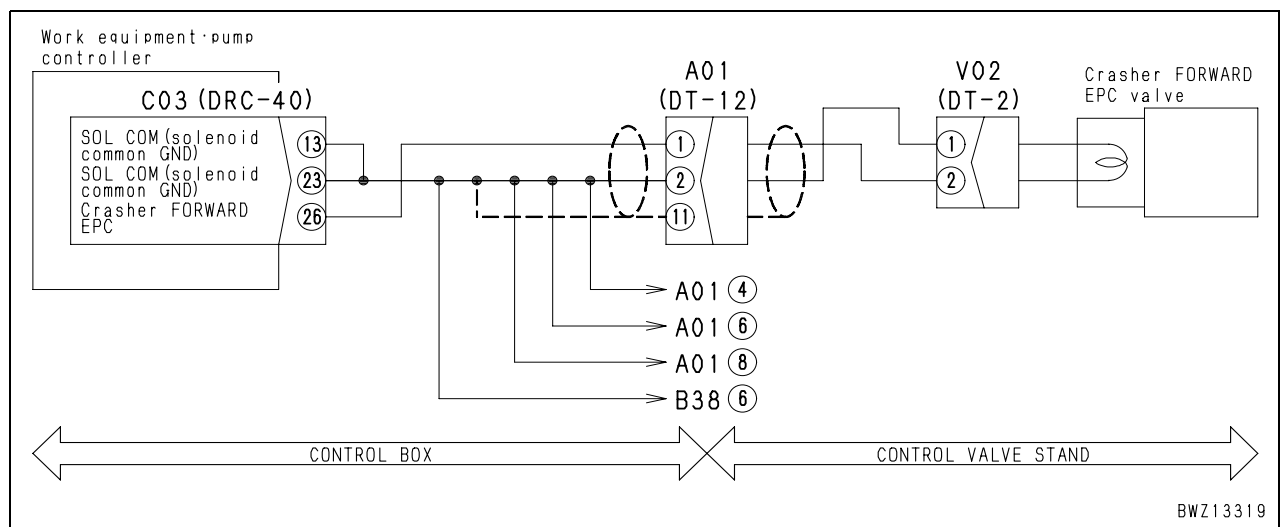 Work equipment·pump
controller
C03 (DRC-40)
SOL COM (solenoid
common GND)
SOL COM (solenoid
common GND)
Crasher FORWARD
EPC
13
23
26
A01
(DT-12)
1
2
11
V02
(DT-2)
1
2
Crasher FORWARD
EPC valve
A01 4
A01 6
A01 8
B38 6
CONTROL BOX
CONTROL VALVE STAND
BWZ13319